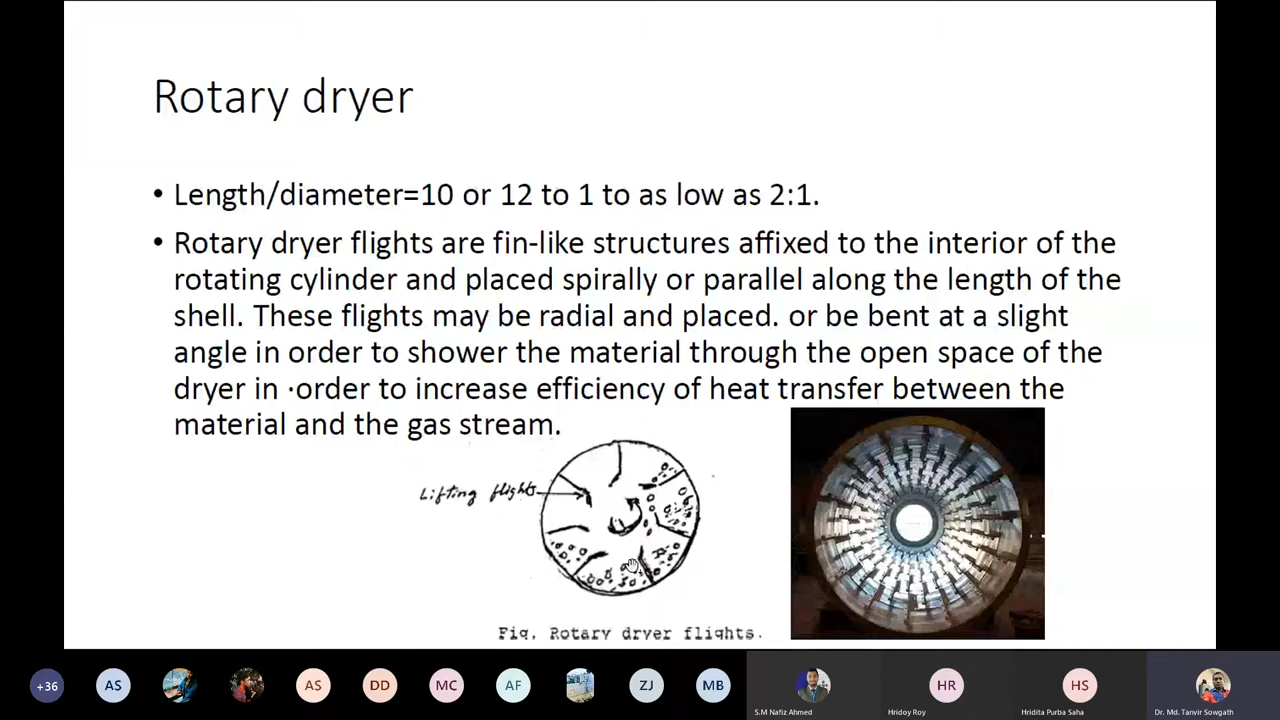 Rotary dryer
• Length/diameter=10 or 12 to 1 to as low as 2:1.
• Rotary dryer flights are fin-like structures affixed to the interior of the
rotating cylinder and placed spirally or parallel along the length of the
shell. These flights may be radial and placed. or be bent at a slight
angle in order to shower the material through the open space of the
dryer in ·order to increase efficiency of heat transfer between the
material and the gas stream.
Lifting flights
Fig. Rotary dryer flights.
+36
AS
AS
DD
MC
AF
ZJ
MB
HR
HS
S.M Nafiz Ahmed
Hridoy Roy
Hridita Purba Saha
Dr. Md. Tanvir Sowgath